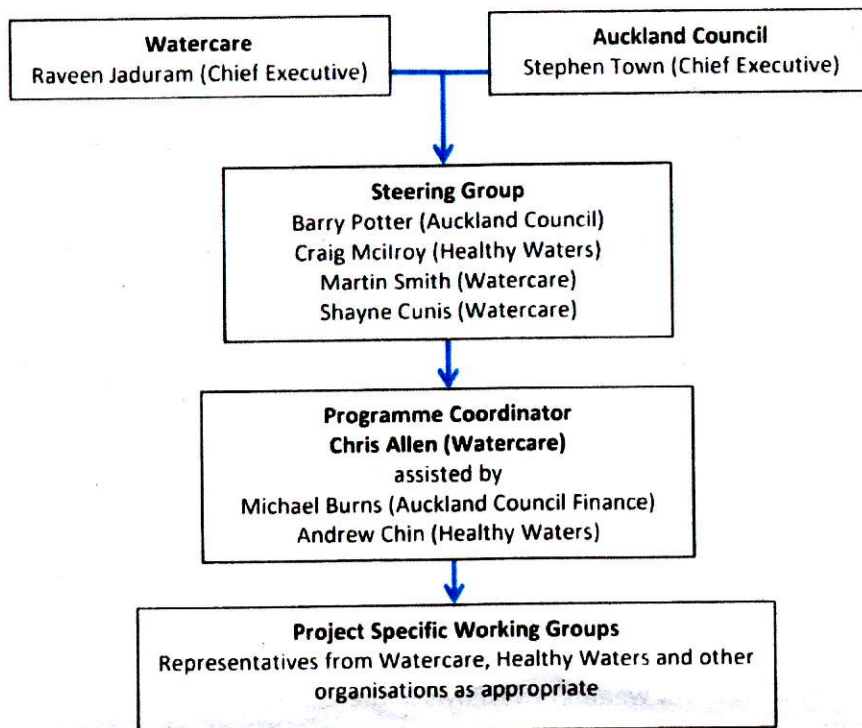 Watercare
Raveen Jaduram (Chief Executive)
Auckland Council
Stephen Town (Chief Executive)
Steering Group
Barry Potter (Auckland Council)
Craig Mcilroy (Healthy Waters)
Martin Smith (Watercare)
Shayne Cunis (Watercare)
Programme Coordinator
Chris Allen (Watercare)
assisted by
Michael Burns (Auckland Council Finance)
Andrew Chin (Healthy Waters)
Project Specific Working Groups
Representatives from Watercare, Healthy Waters and other
organisations as appropriate